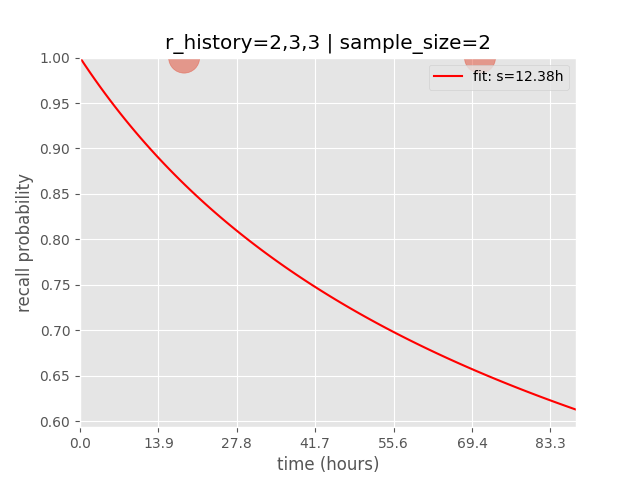 r_history=2,3,3 | sample_size=2
fit: s=12.38h
1.00
0.95
0.90
0.85
0.80
0.75
0.70
0.65
0.60
recall probability
0.0 13.9 27.8 41.7 55.6 69.4 83.3
time (hours)